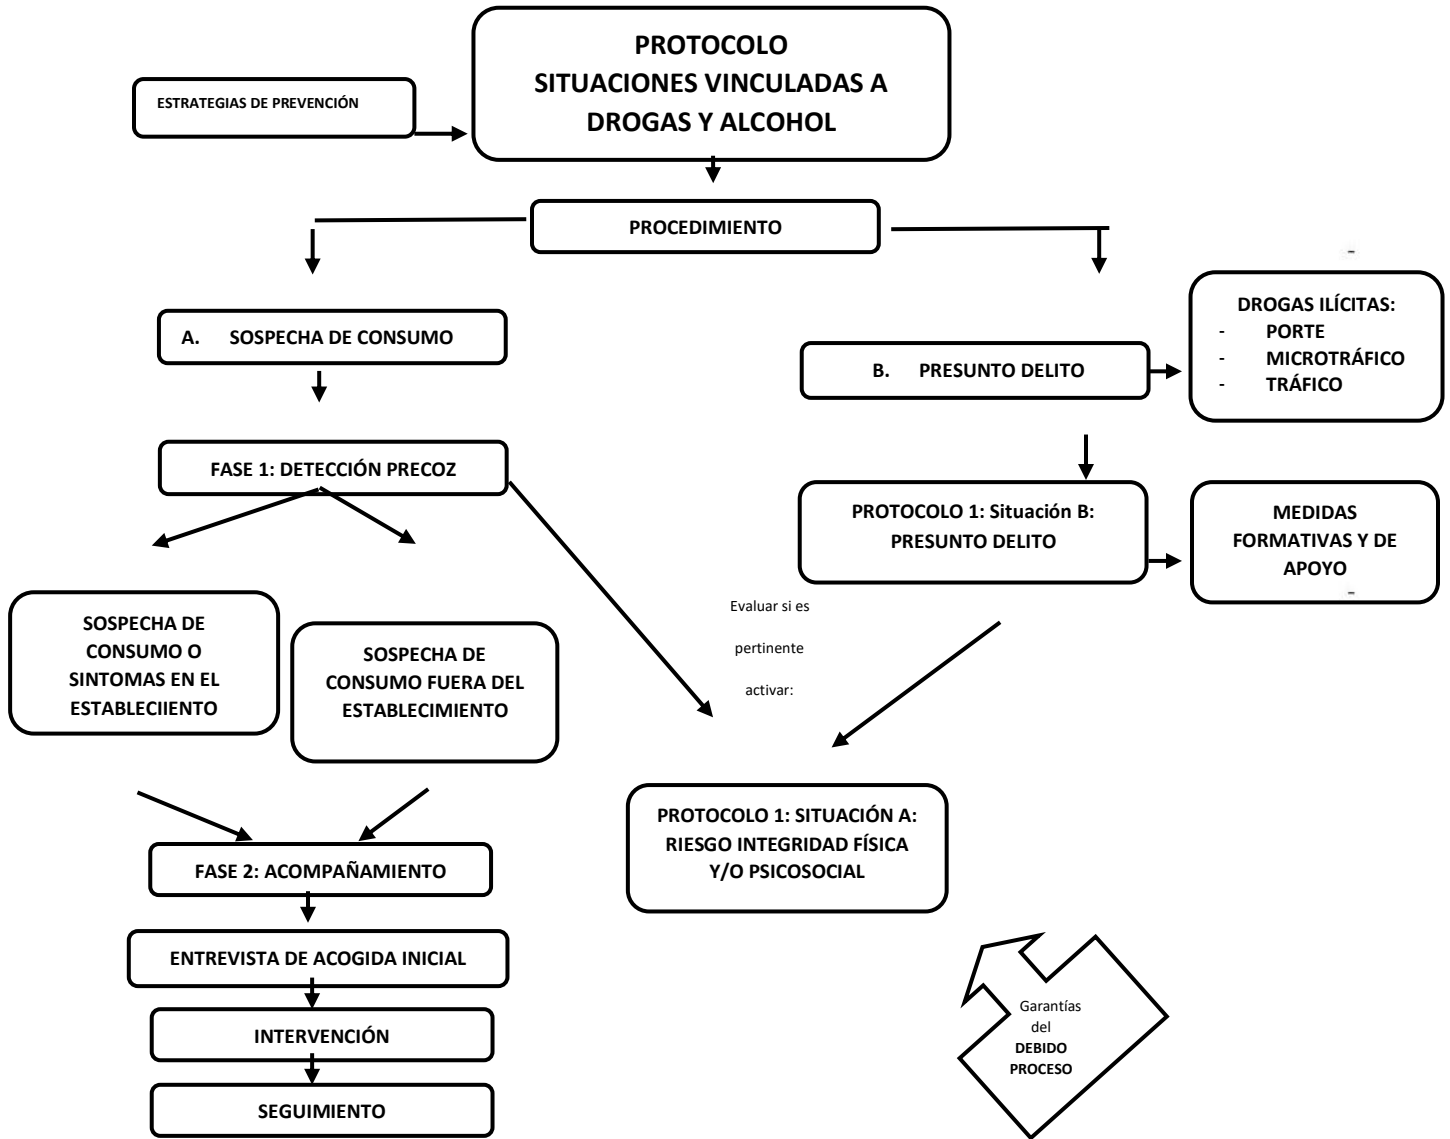 PROTOCOLO
SITUACIONES VINCULADAS A
DROGAS Y ALCOHOL
ESTRATEGIAS DE PREVENCIÓN
PROCEDIMIENTO
A. SOSPECHA DE CONSUMO
DROGAS ILÍCITAS:
- PORTE
- MICROTRÁFICO
- TRÁFICO
B. PRESUNTO DELITO
FASE 1: DETECCIÓN PRECOZ
PROTOCOLO 1: Situación B:
PRESUNTO DELITO
MEDIDAS
FORMATIVAS Y DE
APOYO
SOSPECHA DE
CONSUMO O
SINTOMAS EN EL
ESTABLECIIENTO
SOSPECHA DE
CONSUMO FUERA DEL
ESTABLECIMIENTO
Evaluar si es
pertinente
activar:
PROTOCOLO 1: SITUACIÓN A:
RIESGO INTEGRIDAD FÍSICA
Y/O PSICOSOCIAL
FASE 2: ACOMPAÑAMIENTO
ENTREVISTA DE ACOGIDA INICIAL
INTERVENCIÓN
SEGUIMIENTO
Garantías
del
DEBIDO
PROCESO